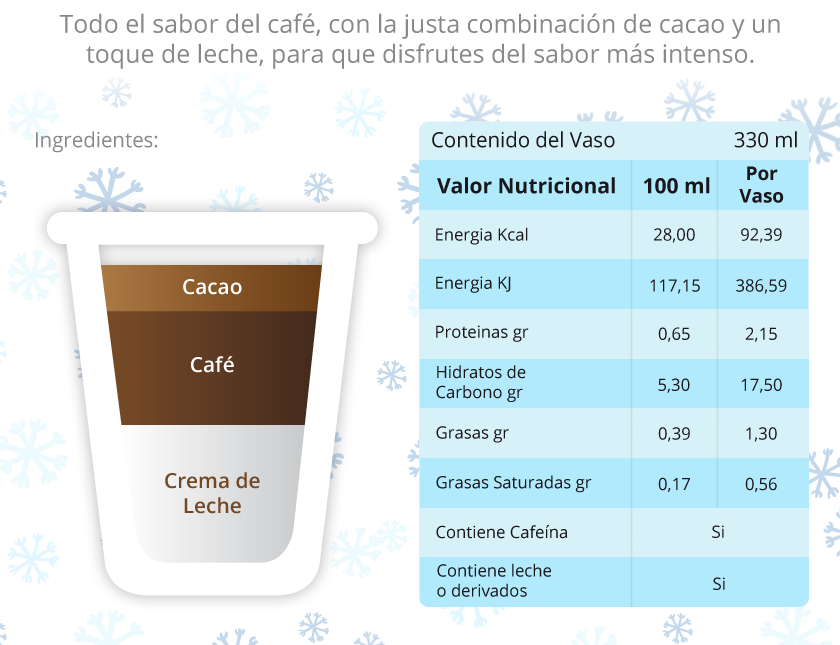 Todo el sabor del café, con la justa combinación de cacao y un
toque de leche, para que disfrutes del sabor más intenso.
Ingredientes:
Cacao
Café
Crema de
Leche
Contenido del Vaso 330 ml
Valor Nutricional 100 ml Por
Vaso
Energia Kcal 28,00 92,39
Energia KJ 117,15 386,59
Proteinas gr 0,65 2,15
Hidratos de
Carbono gr 5,30 17,50
Grasas gr 0,39 1,30
Grasas Saturadas gr 0,17 0,56
Contiene Cafeína Si
Contiene leche
o derivados Si